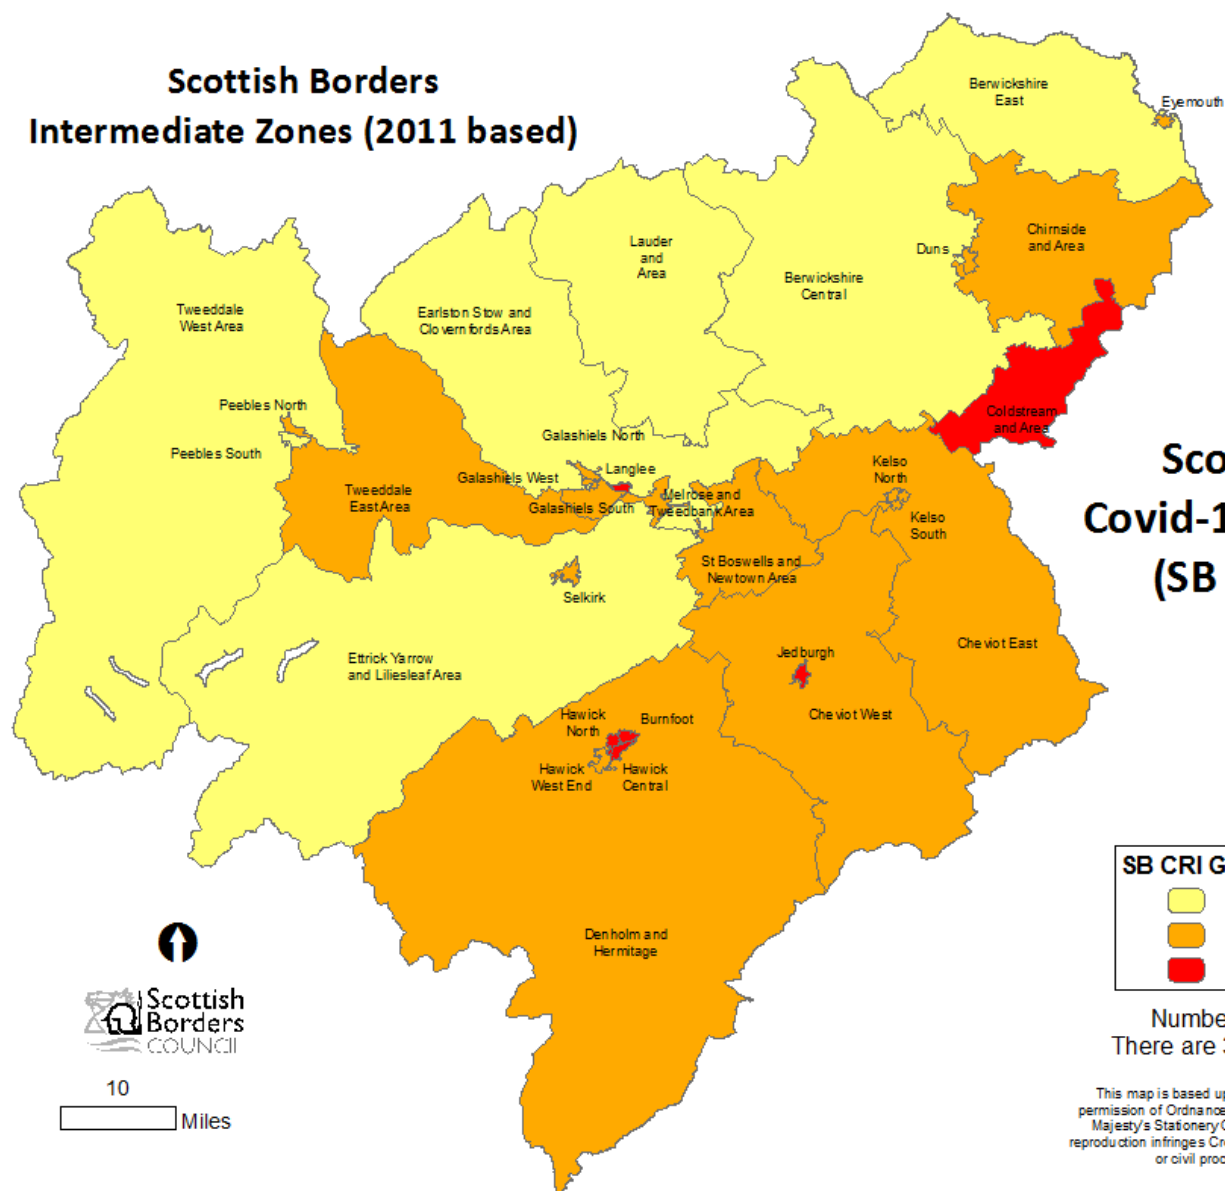 Scottish Borders
Intermediate Zones (2011 based)
Berwickshire
East
Eyemouth
Chirnside
and Area
Duns
Lauder
and
Area
Berwickshire
Central
Tweeddale
West Area
Earlston Stow and
Clovernfords Area
Peebles North
Peebles South
Coldstream
and Area
Galashiels North
Galashiels West
Langlee
Galashiels South
Melrose and
Tweedbank Area
Kelso
North
Kelso
South
Tweeddale
East Area
St Boswells and
Newtown Area
Selkirk
Sco
Covid-1
(SB
Ettrick Yarrow
and Liliesleaf Area
Jedburgh
Cheviot East
Cheviot West
Hawick
North
Burnfoot
Hawick
West End
Hawick
Central
Denholm and
Hermitage
SB CRI G
Numbe
There are
Scottish
Borders
COUNCIL
10
Miles
This map is based up
permission of Ordnance
Majesty's Stationery
reproduction infringes Cr
or civil proc